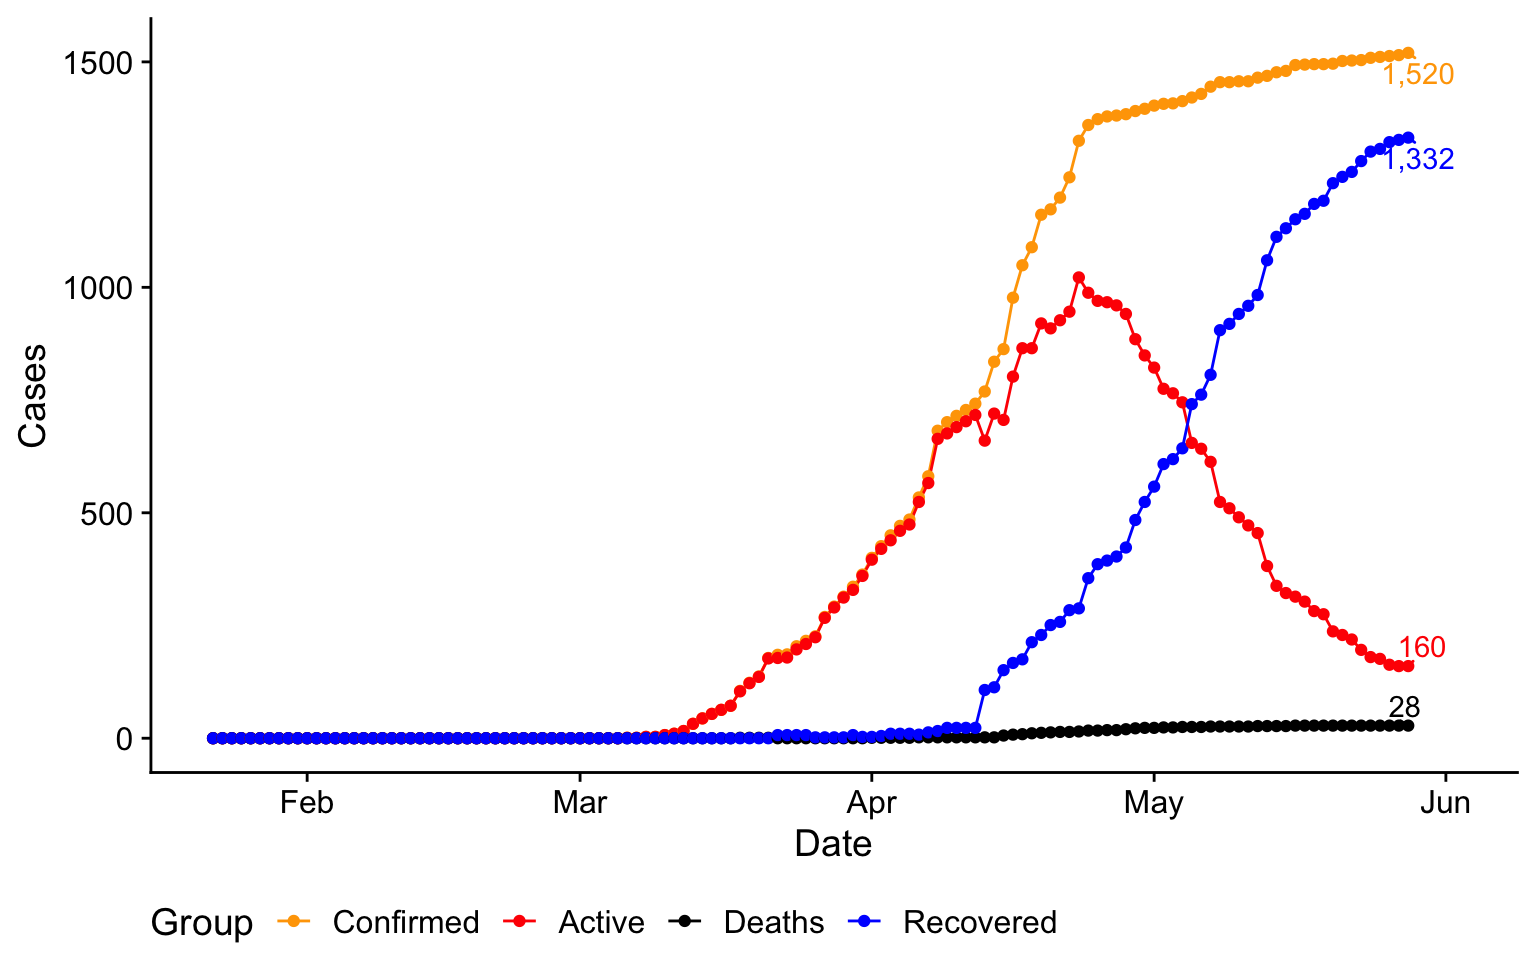 1500
1,520
1,332
1000
Cases
500
160
28
0
Feb Mar Apr May Jun
Date
Group Confirmed Active Deaths Recovered